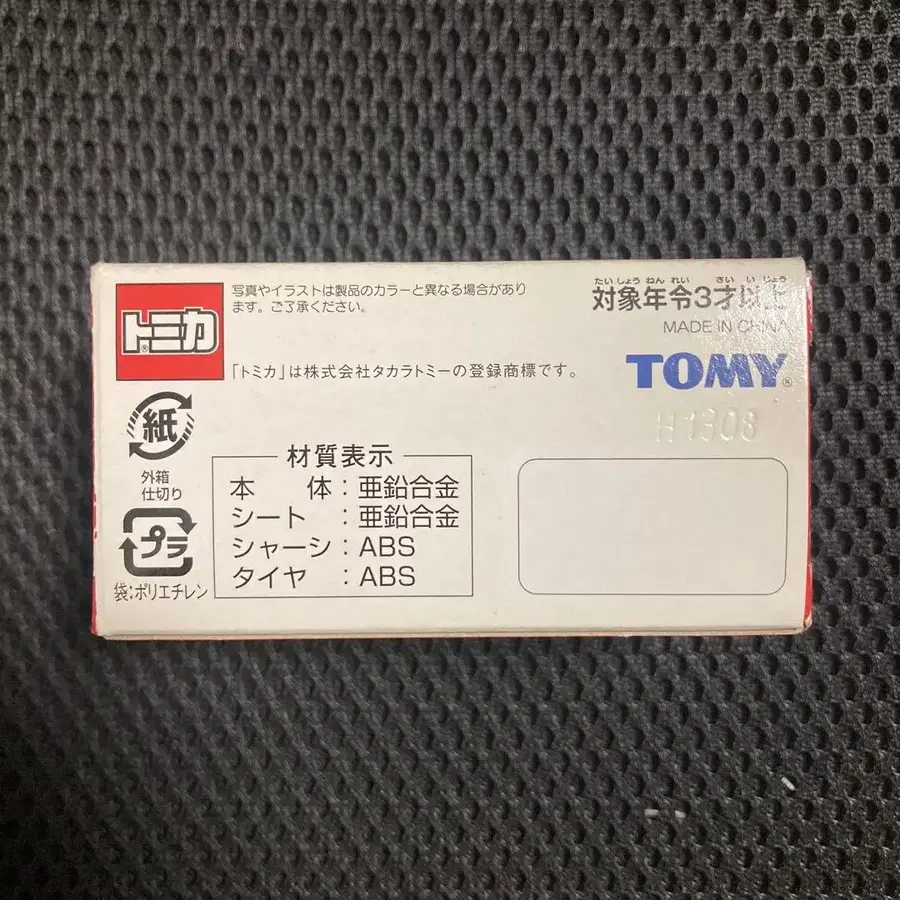 トミカ®
写真やイラストは製品のカラーと異なる場合があり
ます。ご了承ください。
「トミカ」は株式会社タカラトミーの登録商標です。
たいしょうねんれい さいいじょう
対象年令3才以上
MADE IN CHINA
TOMY®
H1308
紙
外箱
仕切り
プラ
袋:ポリエチレン
材質表示
本 体:亜鉛合金
シート :亜鉛合金
シャーシ:ABS
タイヤ :ABS